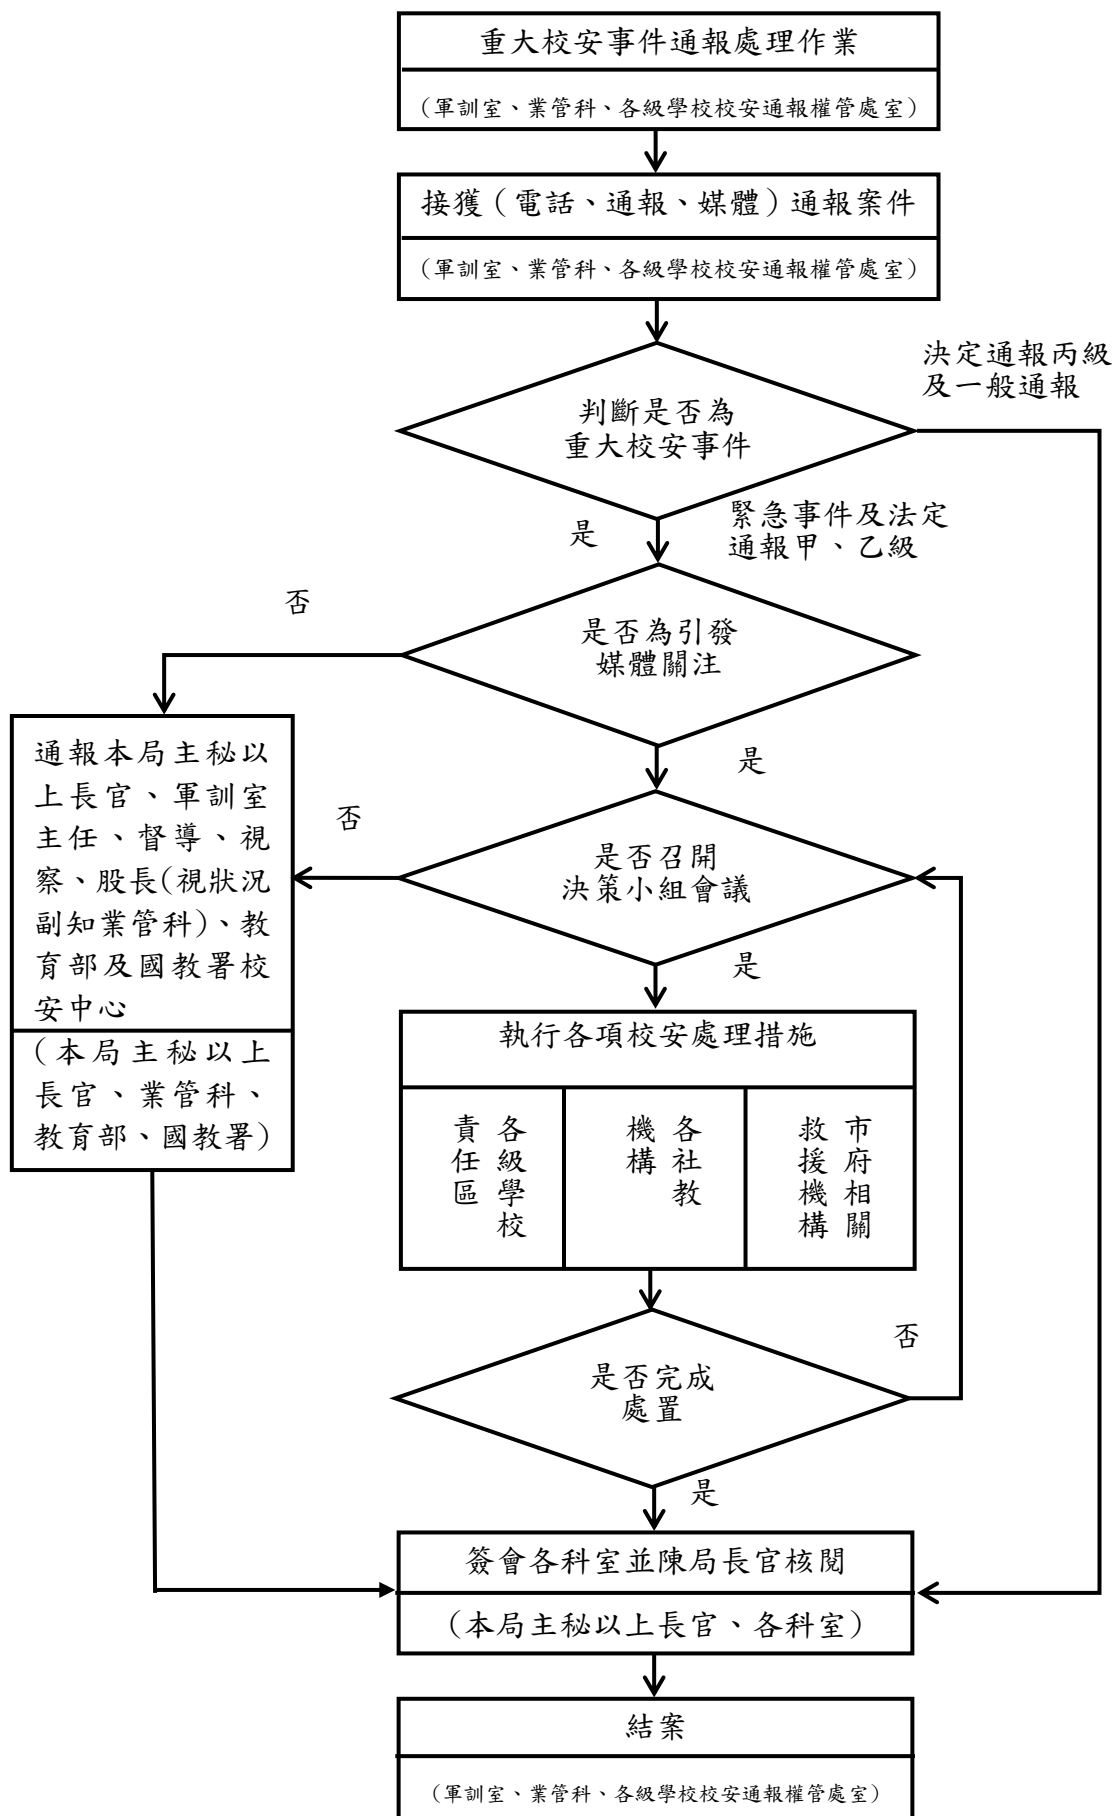 重大校安事件通報處理作業
（軍訓室、業管科、各級學校校安通報權管處室）
接獲（電話、通報、媒體）通報案件
（軍訓室、業管科、各級學校校安通報權管處室）
決定通報丙級
及一般通報
判斷是否為
重大校安事件
是
緊急事件及法定
通報甲、乙級
否
是否為引發
媒體關注
是
通報本局主秘以
上長官、軍訓室
主任、督導、視
察、股長(視狀況
副知業管科)、教
育部及國教署校
安中心
（本局主秘以上
長官、業管科、
教育部、國教署）
否
是否召開
決策小組會議
是
執行各項校安處理措施
各級學校
責任區
各社教
機構
市府相關
救援機構
否
是否完成
處置
是
簽會各科室並陳局長官核閱
（本局主秘以上長官、各科室）
結案
（軍訓室、業管科、各級學校校安通報權管處室）